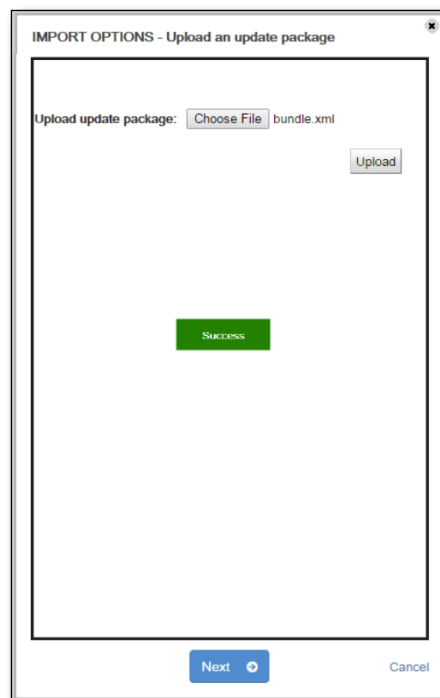 IMPORT OPTIONS - Upload an update package
Upload update package: Choose File bundle.xml
Upload
Success
Next
Cancel